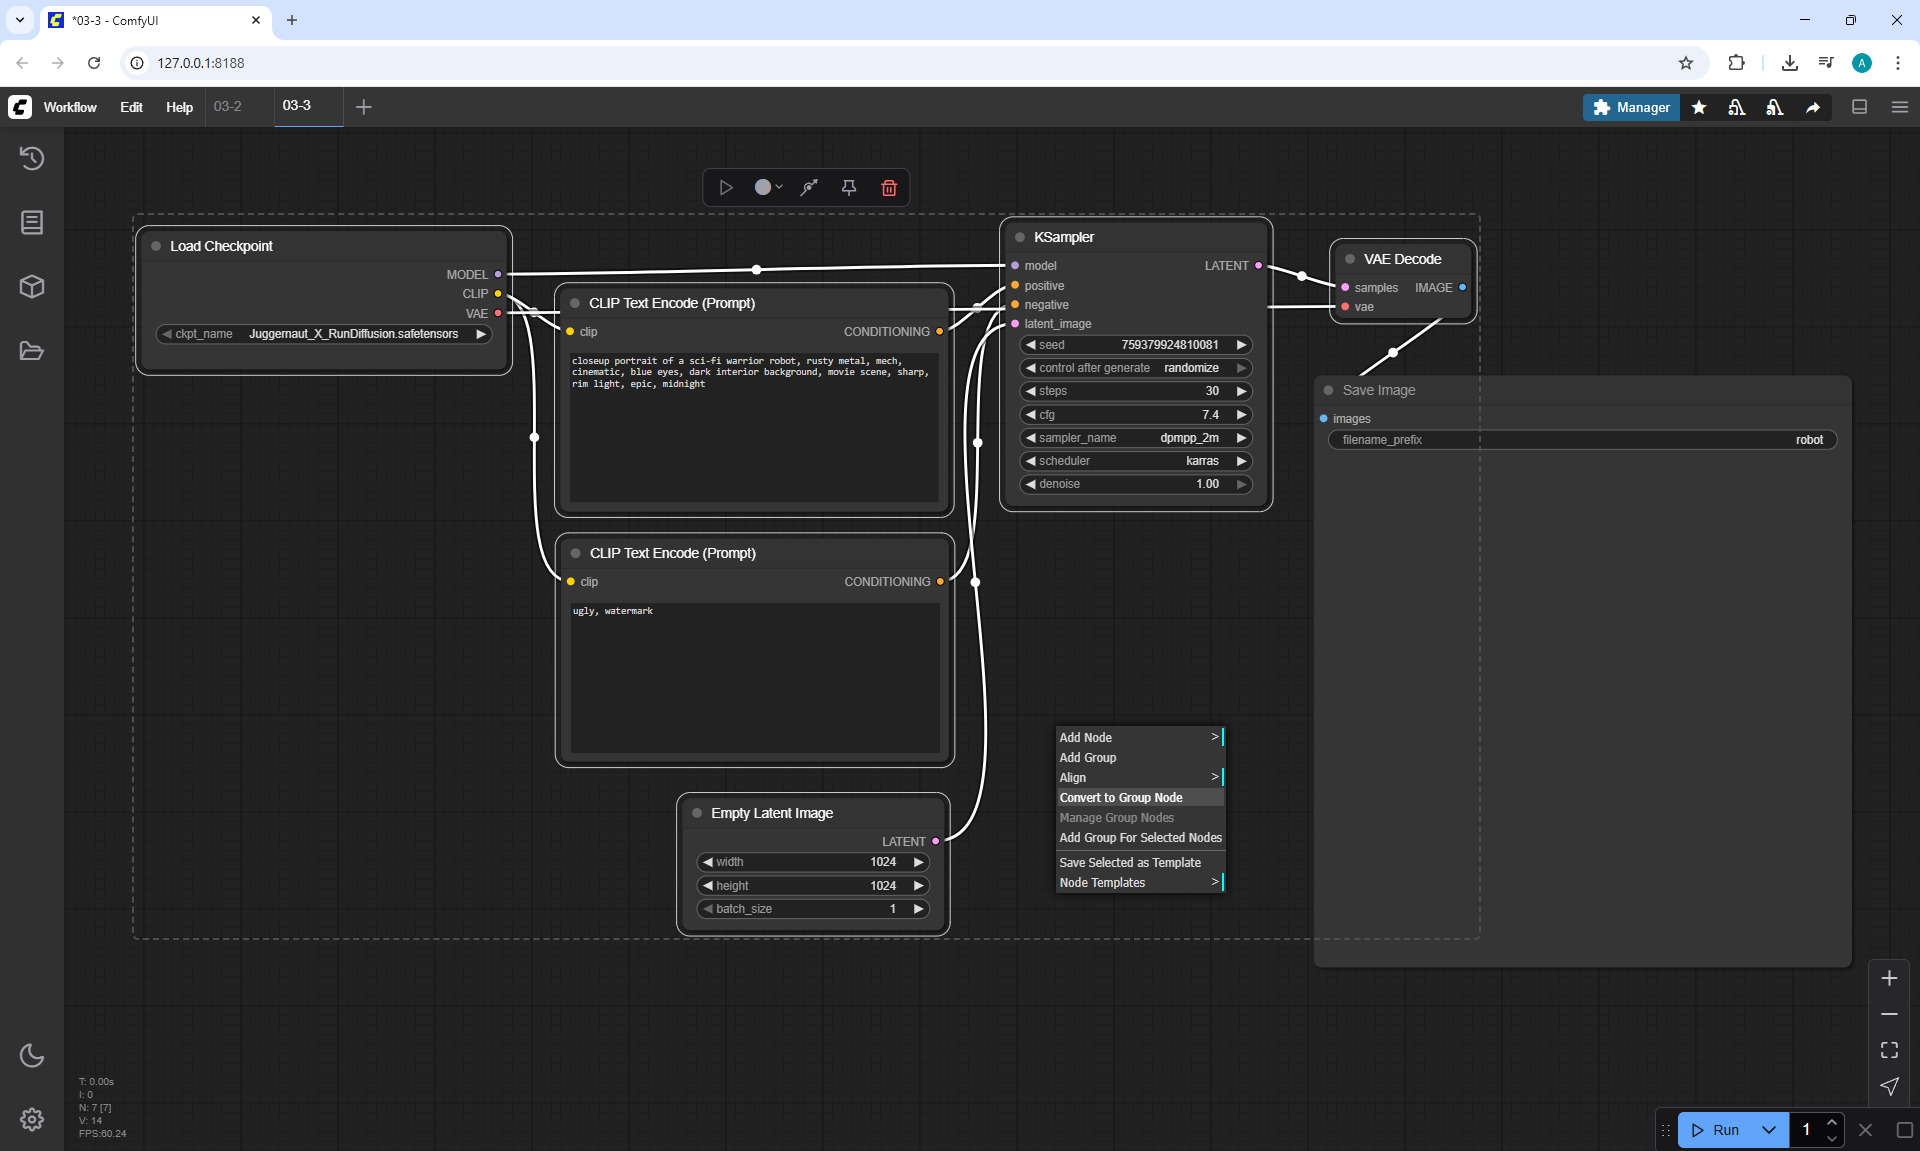 *03-3 - ComfyUI
127.0.0.1:8188
A
Workflow Edit Help 03-2 03-3
Manager
Load Checkpoint
MODEL
CLIP
VAE
ckpt_name Juggernaut_X_RunDiffusion.safetensors
CLIP Text Encode (Prompt)
clip CONDITIONING
closeup portrait of a sci-fi warrior robot, rusty metal, mech,
cinematic, blue eyes, dark interior background, movie scene, sharp,
rim light, epic, midnight
CLIP Text Encode (Prompt)
clip CONDITIONING
ugly, watermark
Empty Latent Image
LATENT
width 1024
height 1024
batch_size 1
KSampler
model LATENT
positive
negative
latent_image
seed 759379924810081
control after generate randomize
steps 30
cfg 7.4
sampler_name dpmpp_2m
scheduler karras
denoise 1.00
VAE Decode
samples IMAGE
vae
Save Image
images
filename_prefix robot
Add Node >
Add Group
Align >
Convert to Group Node
Manage Group Nodes
Add Group For Selected Nodes
Save Selected as Template
Node Templates >
T: 0.00s
I: 0
N: 7 [7]
V: 14
FPS:60.24
Run 1